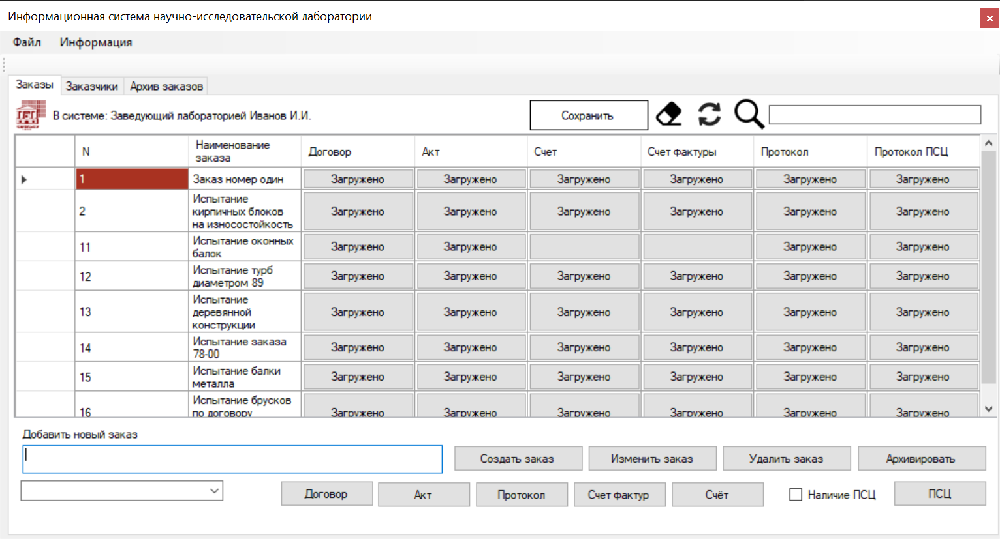 Информационная система научно-исследовательской лаборатории
Файл Информация
Заказы Заказчики Архив заказов
В системе: Заведующий лабораторией Иванов И.И. Сохранить
N Наименование заказа Договор Акт Счет Счет фактуры Протокол Протокол ПСЦ
1 Заказ номер один Загружено Загружено Загружено Загружено Загружено Загружено
2 Испытание кирпичных блоков на износостойкость Загружено Загружено Загружено Загружено Загружено Загружено
11 Испытание оконных балок Загружено Загружено Загружено Загружено
12 Испытание турб диаметром 89 Загружено Загружено Загружено Загружено Загружено Загружено
13 Испытание деревянной конструкции Загружено Загружено Загружено Загружено Загружено Загружено
14 Испытание заказа 78-00 Загружено Загружено Загружено Загружено Загружено Загружено
15 Испытание балки металла Загружено Загружено Загружено Загружено Загружено Загружено
16 Испытание брусков по договору Загружено Загружено Загружено Загружено Загружено Загружено
Добавить новый заказ
Создать заказ Изменить заказ Удалить заказ Архивировать
Договор Акт Протокол Счет фактур Счёт Наличие ПСЦ ПСЦ